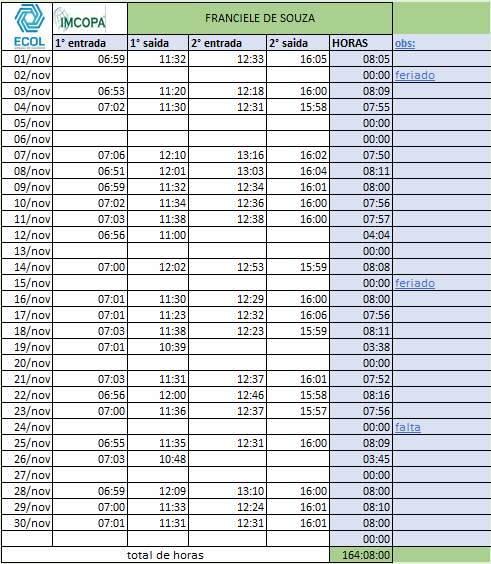 ECOL IMCOPA FRANCIELE DE SOUZA
1° entrada 1° saida 2° entrada 2° saida HORAS obs:
01/nov 06:59 11:32 12:33 16:05 08:05
02/nov 00:00 feriado
03/nov 06:53 11:20 12:18 16:00 08:09
04/nov 07:02 11:30 12:31 15:58 07:55
05/nov 00:00
06/nov 00:00
07/nov 07:06 12:10 13:16 16:02 07:50
08/nov 06:51 12:01 13:03 16:04 08:11
09/nov 06:59 11:32 12:34 16:01 08:00
10/nov 07:02 11:34 12:36 16:00 07:56
11/nov 07:03 11:38 12:38 16:00 07:57
12/nov 06:56 11:00 04:04
13/nov 00:00
14/nov 07:00 12:02 12:53 15:59 08:08
15/nov 00:00 feriado
16/nov 07:01 11:30 12:29 16:00 08:00
17/nov 07:01 11:23 12:32 16:06 07:56
18/nov 07:03 11:38 12:23 15:59 08:11
19/nov 07:01 10:39 03:38
20/nov 00:00
21/nov 07:03 11:31 12:37 16:01 07:52
22/nov 06:56 12:00 12:46 15:58 08:16
23/nov 07:00 11:36 12:37 15:57 07:56
24/nov 00:00 falta
25/nov 06:55 11:35 12:31 16:00 08:09
26/nov 07:03 10:48 03:45
27/nov 00:00
28/nov 06:59 12:09 13:10 16:00 08:00
29/nov 07:00 11:33 12:24 16:01 08:10
30/nov 07:01 11:31 12:31 16:01 08:00
00:00
total de horas 164:08:00